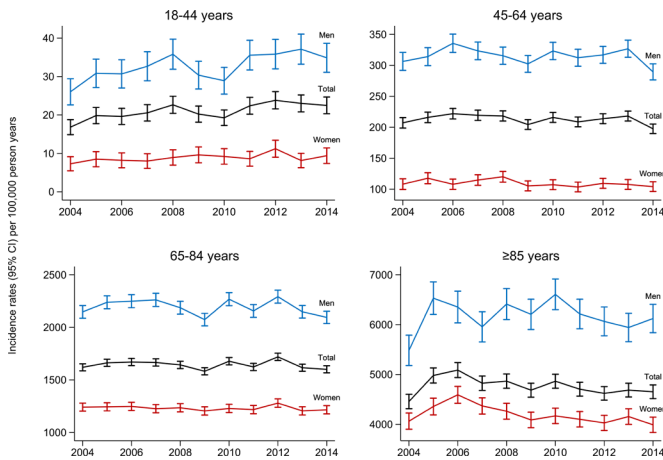 Incidence rates (95% CI) per 100,000 person years
18-44 years
40
30
20
10
0
Men
Total
Women
2004 2006 2008 2010 2012 2014
45-64 years
350
300
250
200
150
100
Men
Total
Women
2004 2006 2008 2010 2012 2014
65-84 years
2500
2000
1500
1000
Men
Total
Women
2004 2006 2008 2010 2012 2014
≥85 years
7000
6000
5000
4000
Men
Total
Women
2004 2006 2008 2010 2012 2014